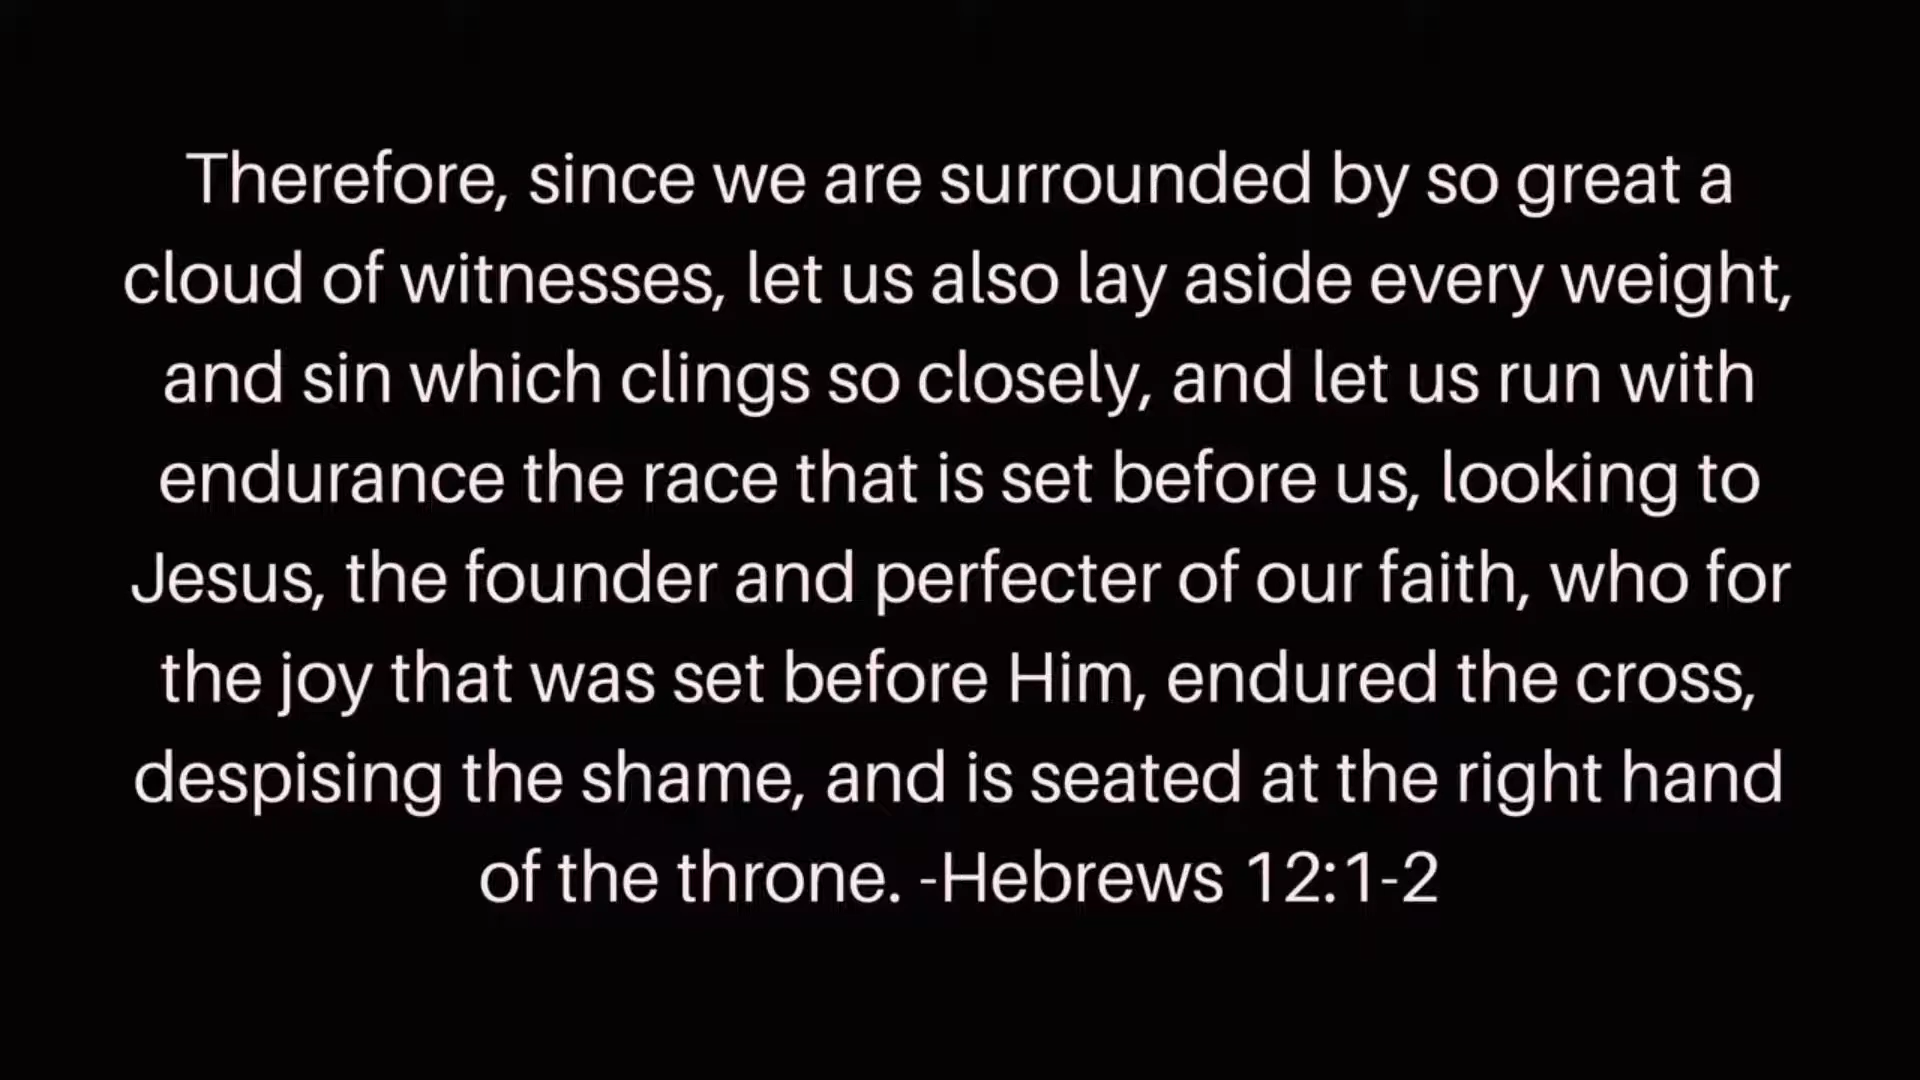 Therefore, since we are surrounded by so great a
cloud of witnesses, let us also lay aside every weight,
and sin which clings so closely, and let us run with
endurance the race that is set before us, looking to
Jesus, the founder and perfecter of our faith, who for
the joy that was set before Him, endured the cross,
despising the shame, and is seated at the right hand
of the throne. -Hebrews 12:1-2